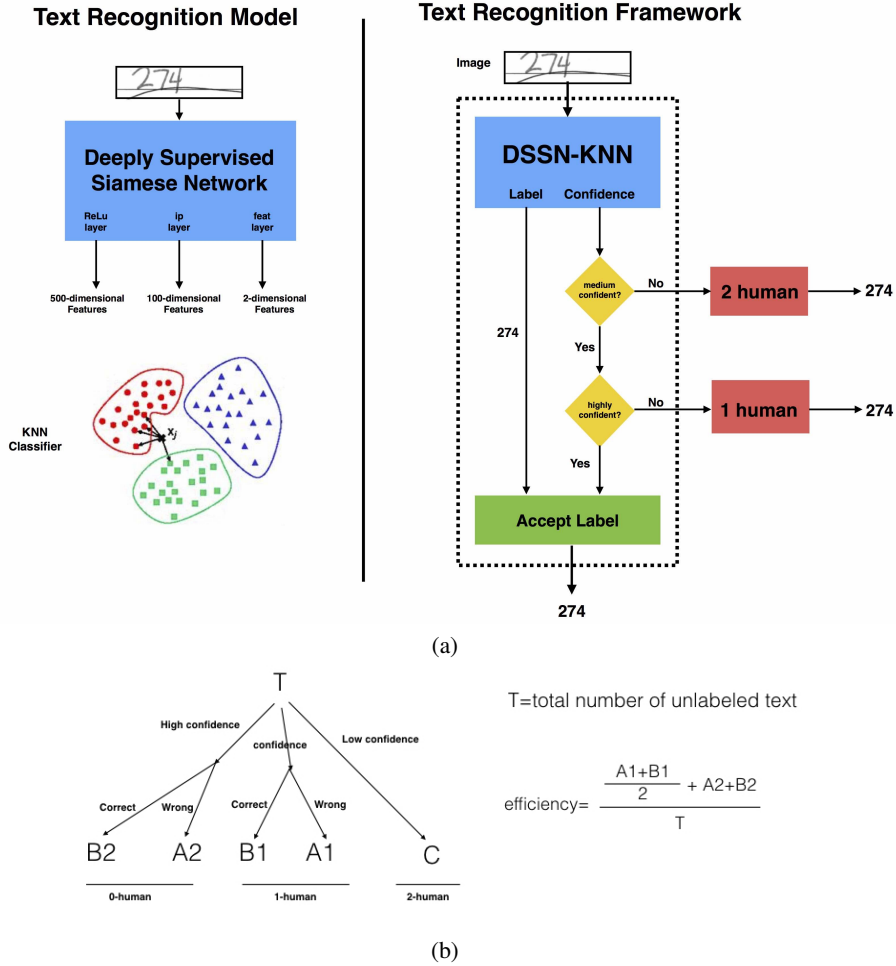 Text Recognition Model
274
Deeply Supervised
Siamese Network
ReLu
layer
ip
layer
feat
layer
500-dimensional
Features
100-dimensional
Features
2-dimensional
Features
KNN
Classifier
xj
Text Recognition Framework
Image
274
DSSN-KNN
Label
Confidence
medium
confident?
No
2 human
274
274
Yes
highly
confident?
No
1 human
274
Yes
Accept Label
274
(a)
T
High confidence
confidence
Low confidence
Correct
Wrong
Correct
Wrong
B2
A2
B1
A1
C
0-human
1-human
2-human
T=total number of unlabeled text
efficiency=
A1+B1
2
+ A2+B2
T
(b)